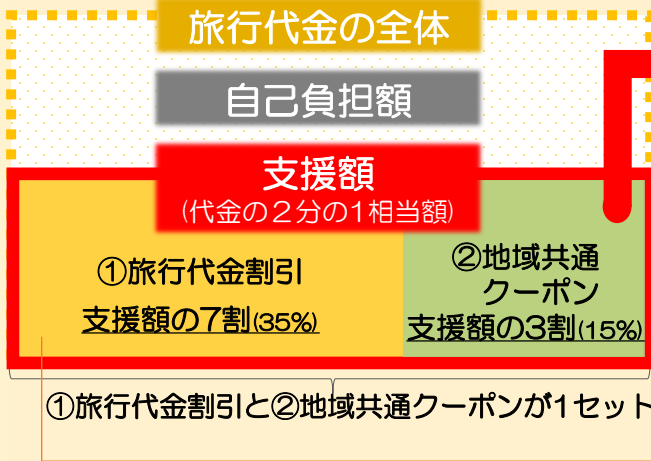 旅行代金の全体
自己負担額
支援額
(代金の２分の１相当額)
①旅行代金割引
支援額の7割(35%)
②地域共通
クーポン
支援額の3割(15%)
①旅行代金割引と②地域共通クーポンが1セット